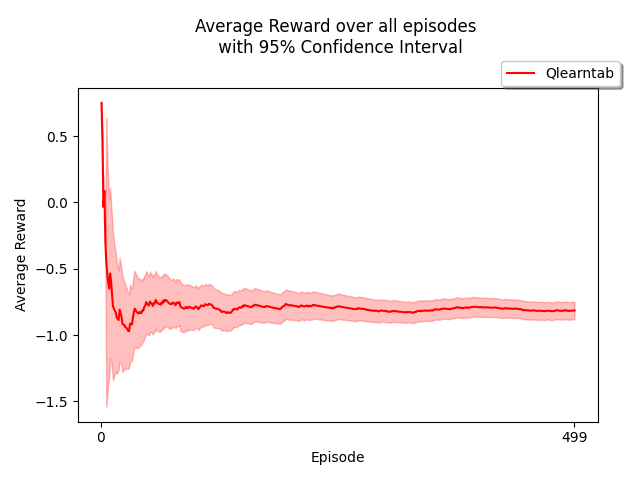 Average Reward over all episodes
with 95% Confidence Interval
Qlearntab
Average Reward
0.5
0.0
−0.5
−1.0
−1.5
0
499
Episode